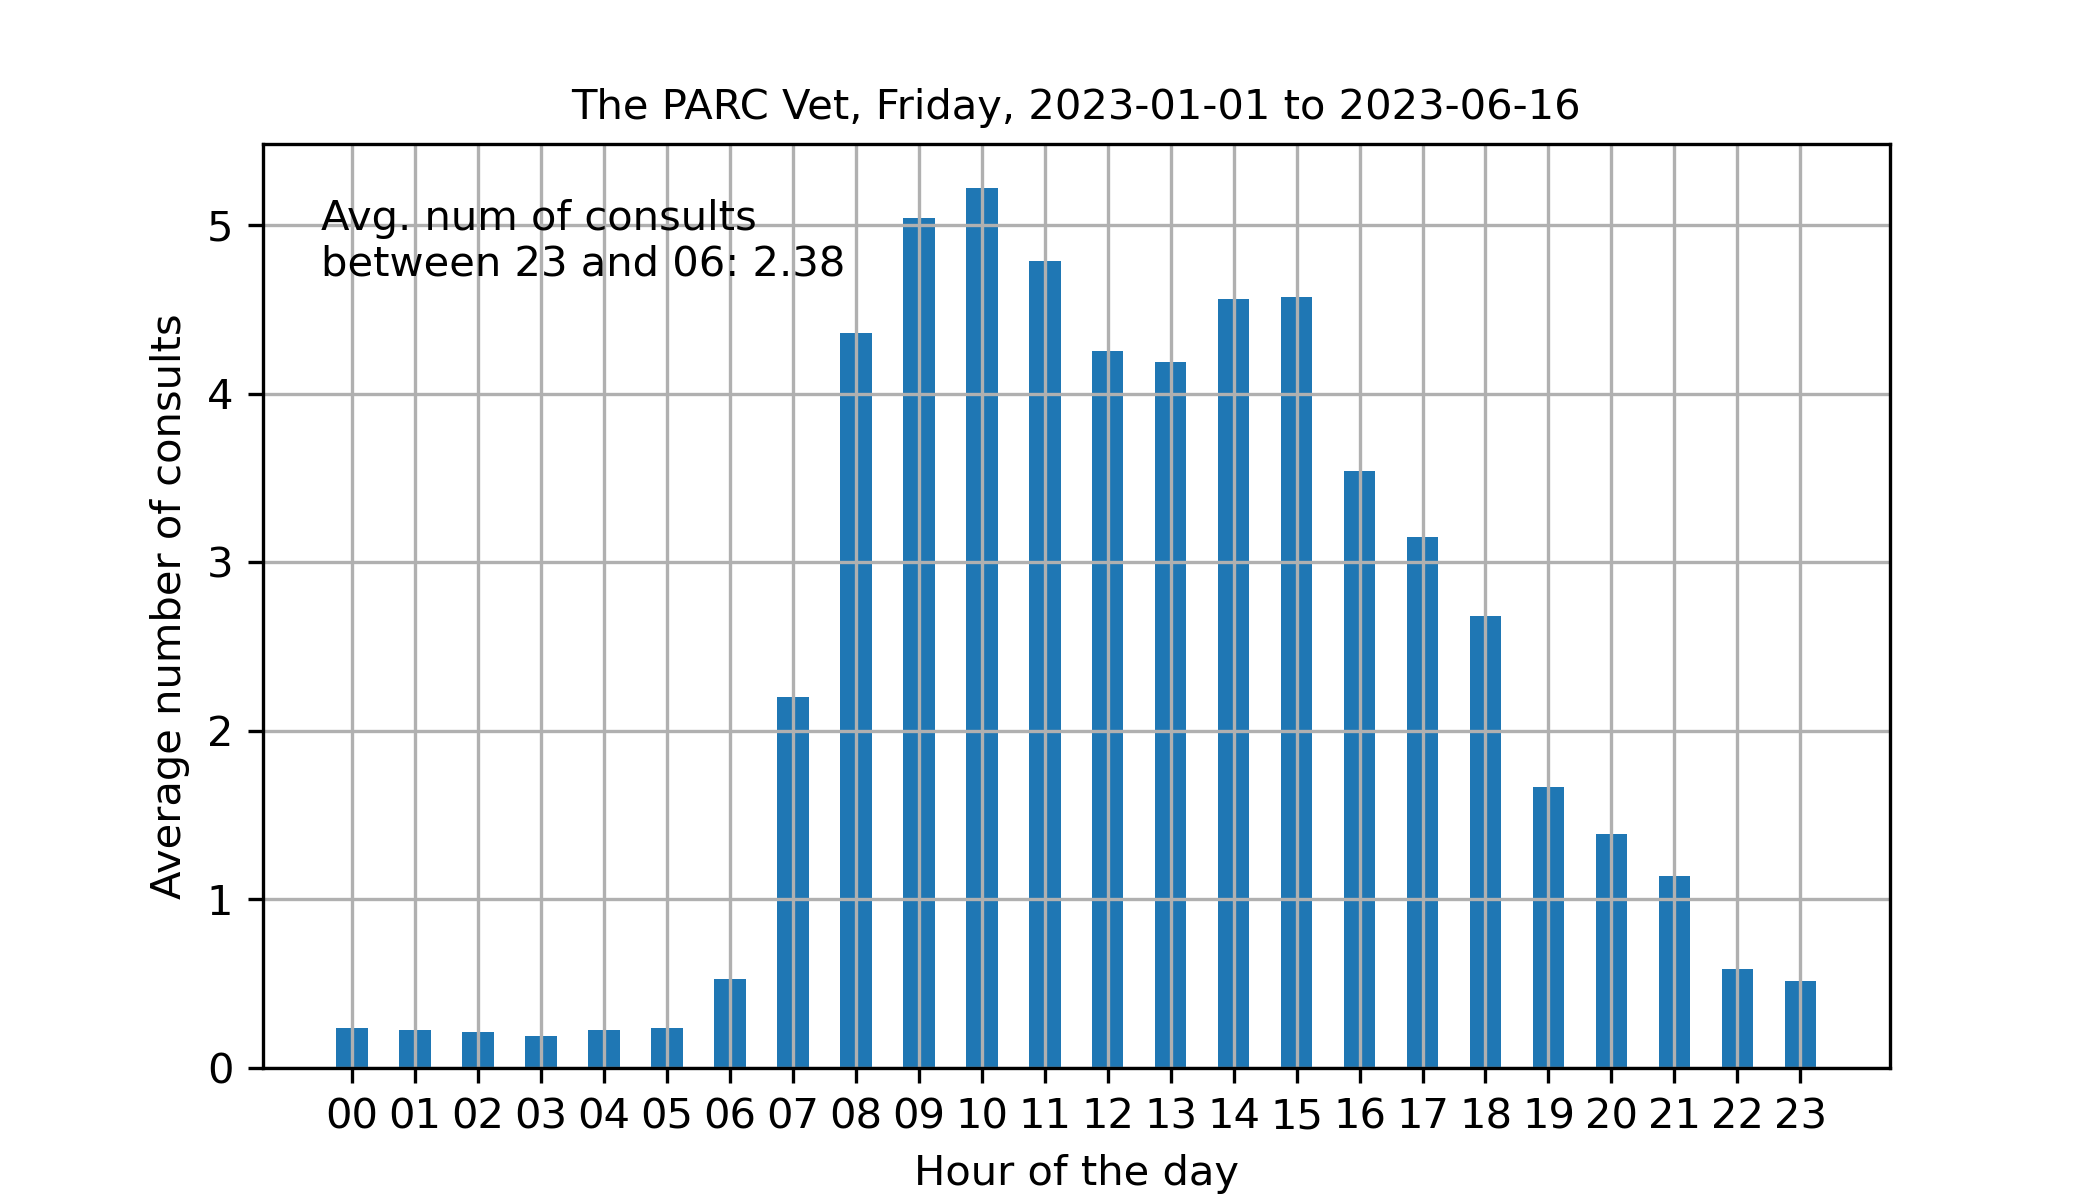 The PARC Vet, Friday, 2023-01-01 to 2023-06-16
Avg. num of consults
between 23 and 06: 2.38
Average number of consults
5
4
3
2
1
0
00 01 02 03 04 05 06 07 08 09 10 11 12 13 14 15 16 17 18 19 20 21 22 23
Hour of the day